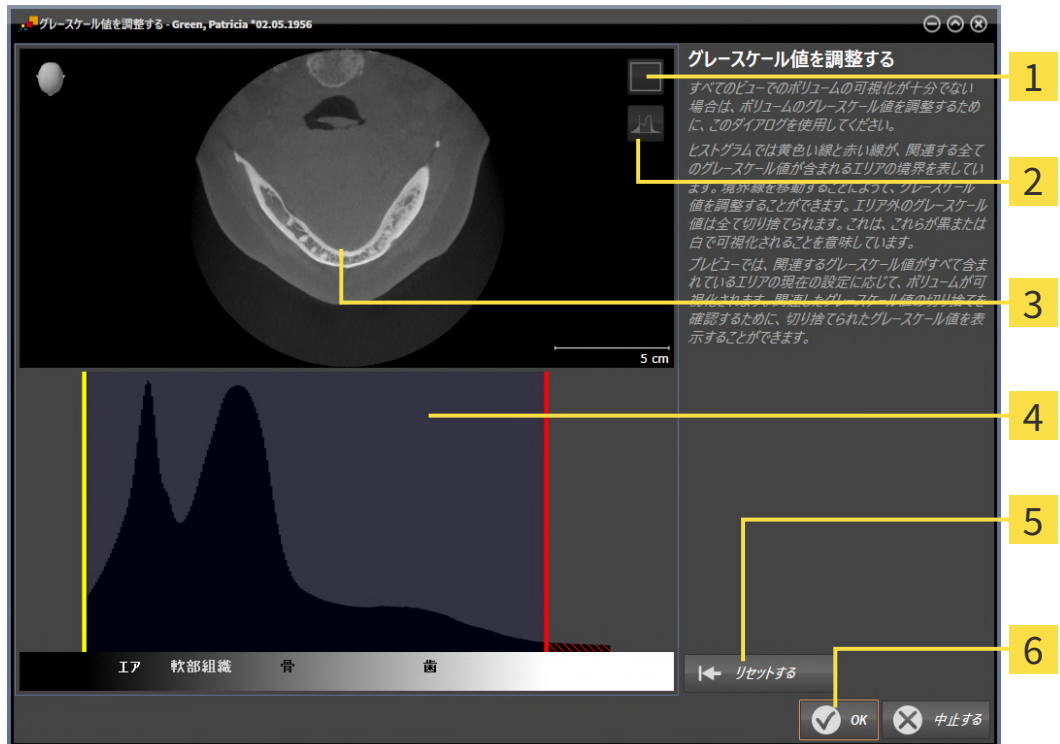 グレースケール値を調整する - Green, Patricia *02.05.1956
グレースケール値を調整する
すべてのビューでのボリュームの可視化が十分でない
場合は、ボリュームのグレースケール値を調整するため
に、このダイアログを使用してください。
ヒストグラムでは黄色い線と赤い線が、関連する全て
のグレースケール値が含まれるエリアの境界を表してい
ます。境界線を移動することによって、グレースケール
値を調整することができます。エリア外のグレースケール
値は全て切り捨てられます。これは、これらが黒または
白で可視化されることを意味しています。
プレビューでは、関連するグレースケール値がすべて含ま
れているエリアの現在の設定に応じて、ボリュームが可
視化されます。関連したグレースケール値の切り捨てを
確認するために、切り捨てられたグレースケール値を表
示することができます。
5 cm
エア 軟部組織 骨 歯
リセットする
OK 中止する
1
2
3
4
5
6